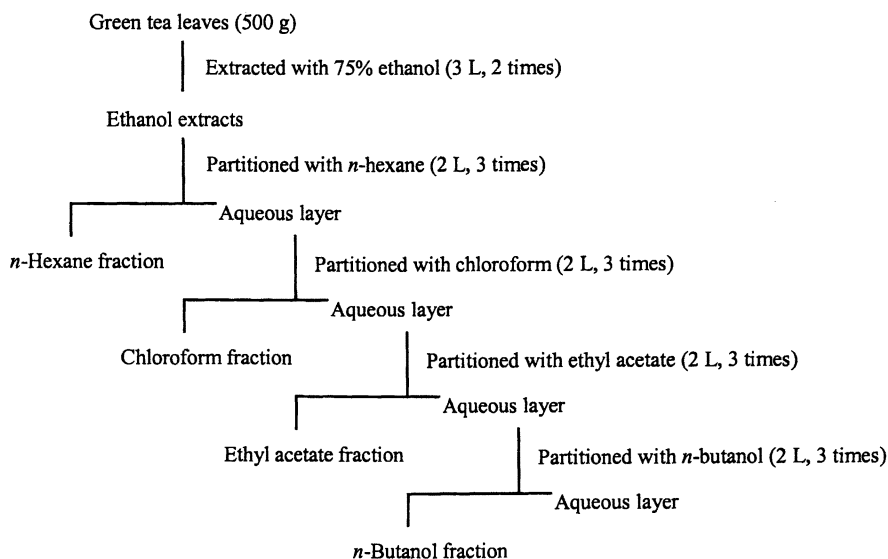 Green tea leaves (500 g)
Extracted with 75% ethanol (3 L, 2 times)
Ethanol extracts
Partitioned with n-hexane (2 L, 3 times)
Aqueous layer
n-Hexane fraction
Partitioned with chloroform (2 L, 3 times)
Aqueous layer
Chloroform fraction
Partitioned with ethyl acetate (2 L, 3 times)
Aqueous layer
Ethyl acetate fraction
Partitioned with n-butanol (2 L, 3 times)
Aqueous layer
n-Butanol fraction